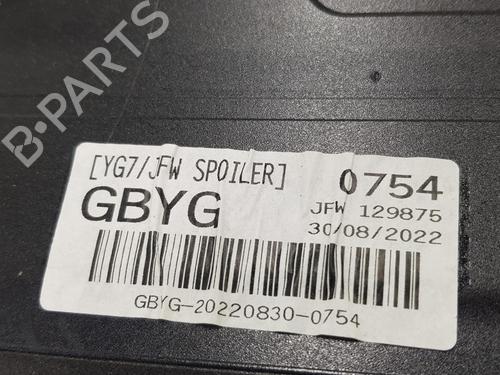 B-PARTS
[YG7/JFW SPOILER]
0754
GBYG
JFW 129875
30/08/2022
GBYG-20220830-0754